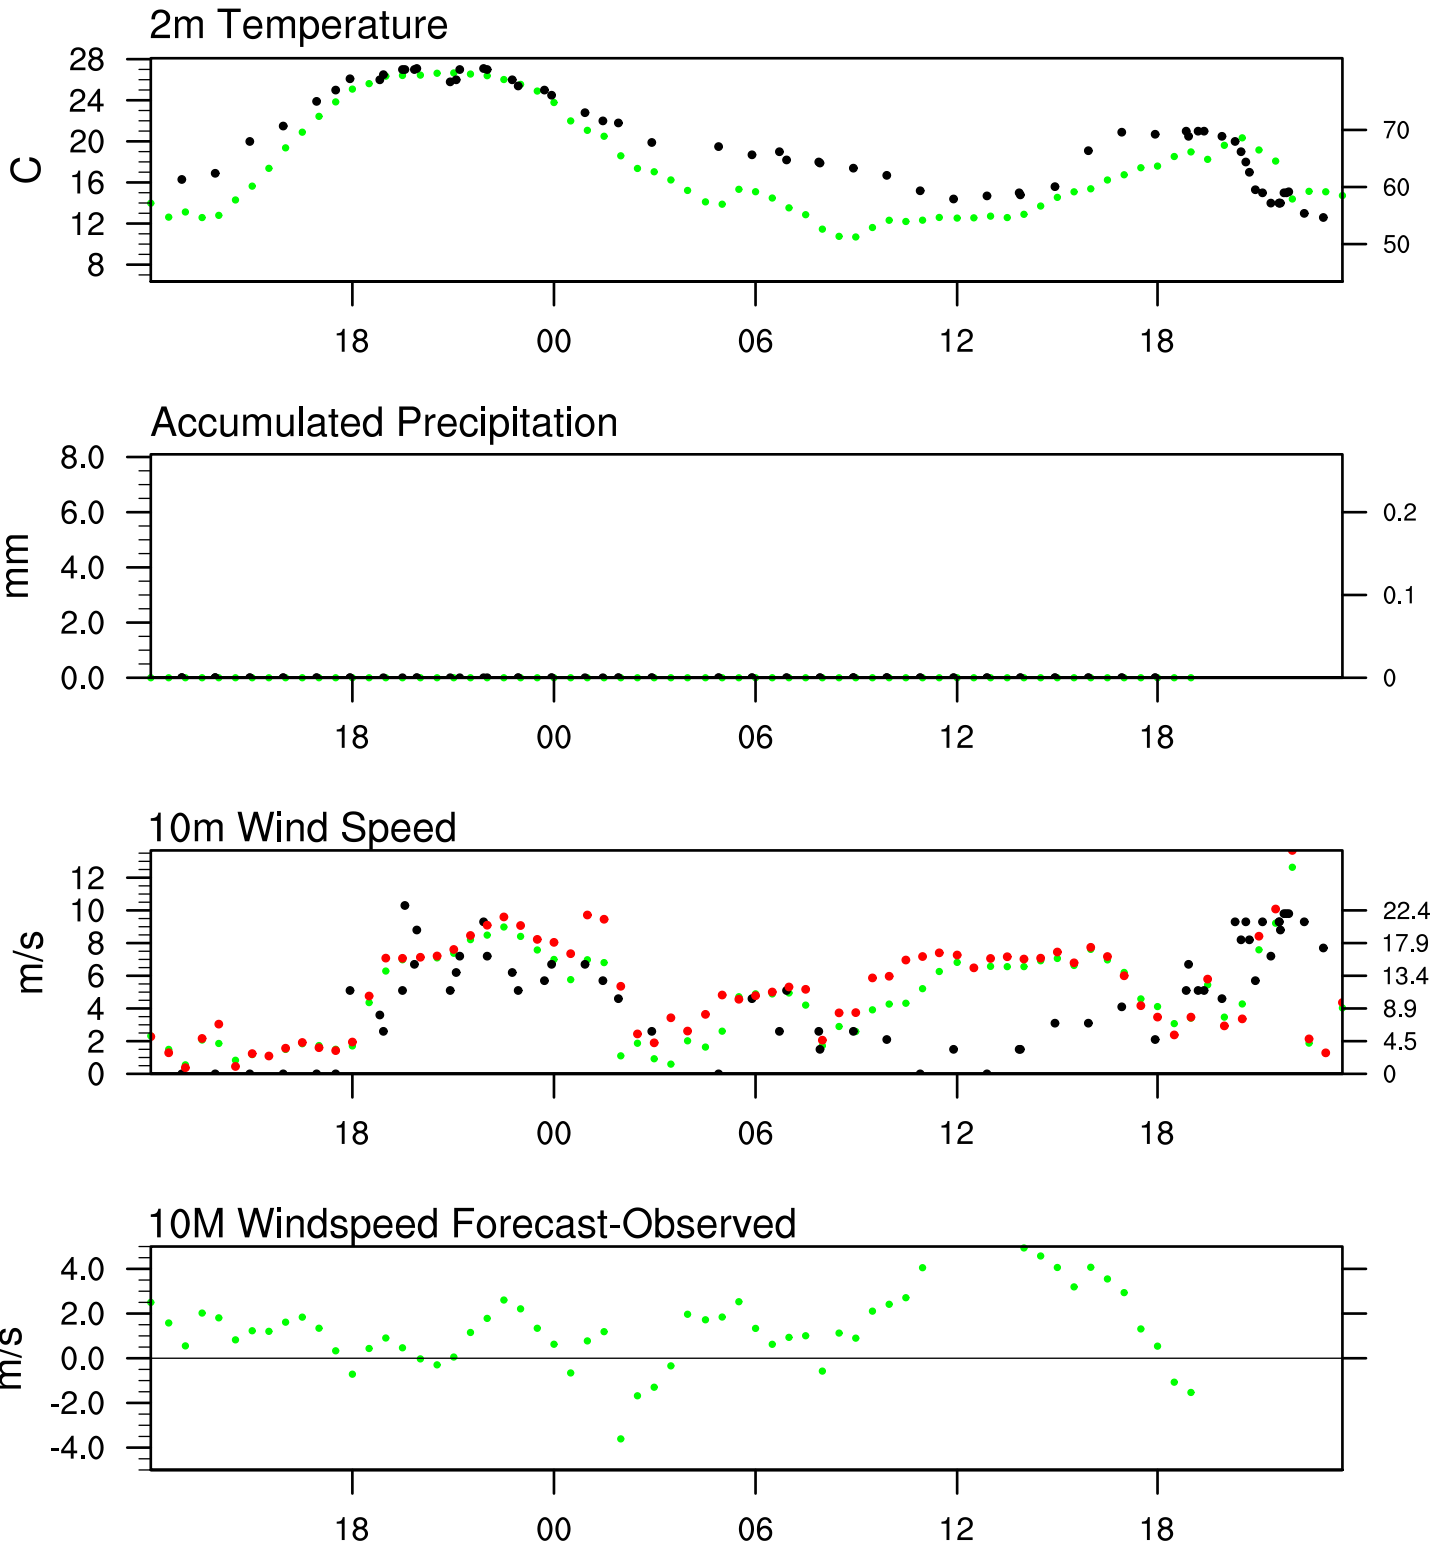 2m Temperature
28
24
20
16
12
8
C
70
60
50
18 00 06 12 18
Accumulated Precipitation
8.0
6.0
4.0
2.0
0.0
mm
0.2
0.1
0
18 00 06 12 18
10m Wind Speed
12
10
8
6
4
2
0
m/s
22.4
17.9
13.4
8.9
4.5
0
18 00 06 12 18
10M Windspeed Forecast-Observed
4.0
2.0
0.0
-2.0
-4.0
m/s
18 00 06 12 18